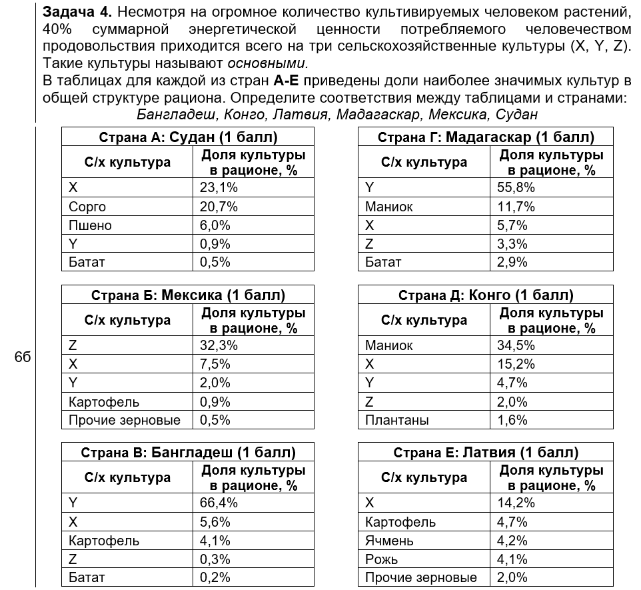 Задача 4. Несмотря на огромное количество культивируемых человеком растений,
40% суммарной энергетической ценности потребляемого человечеством
продовольствия приходится всего на три сельскохозяйственные культуры (X, Y, Z).
Такие культуры называют основными.
В таблицах для каждой из стран А-Е приведены доли наиболее значимых культур в
общей структуре рациона. Определите соответствия между таблицами и странами:
Бангладеш, Конго, Латвия, Мадагаскар, Мексика, Судан
6б
Страна А: Судан (1 балл)
С/х культура Доля культуры
в рационе, %
X 23,1%
Сорго 20,7%
Пшено 6,0%
Y 0,9%
Батат 0,5%
Страна Г: Мадагаскар (1 балл)
С/х культура Доля культуры
в рационе, %
Y 55,8%
Маниок 11,7%
X 5,7%
Z 3,3%
Батат 2,9%
Страна Б: Мексика (1 балл)
С/х культура Доля культуры
в рационе, %
Z 32,3%
X 7,5%
Y 2,0%
Картофель 0,9%
Прочие зерновые 0,5%
Страна Д: Конго (1 балл)
С/х культура Доля культуры
в рационе, %
Маниок 34,5%
X 15,2%
Y 4,7%
Z 2,0%
Плантаны 1,6%
Страна В: Бангладеш (1 балл)
С/х культура Доля культуры
в рационе, %
Y 66,4%
X 5,6%
Картофель 4,1%
Z 0,3%
Батат 0,2%
Страна Е: Латвия (1 балл)
С/х культура Доля культуры
в рационе, %
X 14,2%
Картофель 4,7%
Ячмень 4,2%
Рожь 4,1%
Прочие зерновые 2,0%